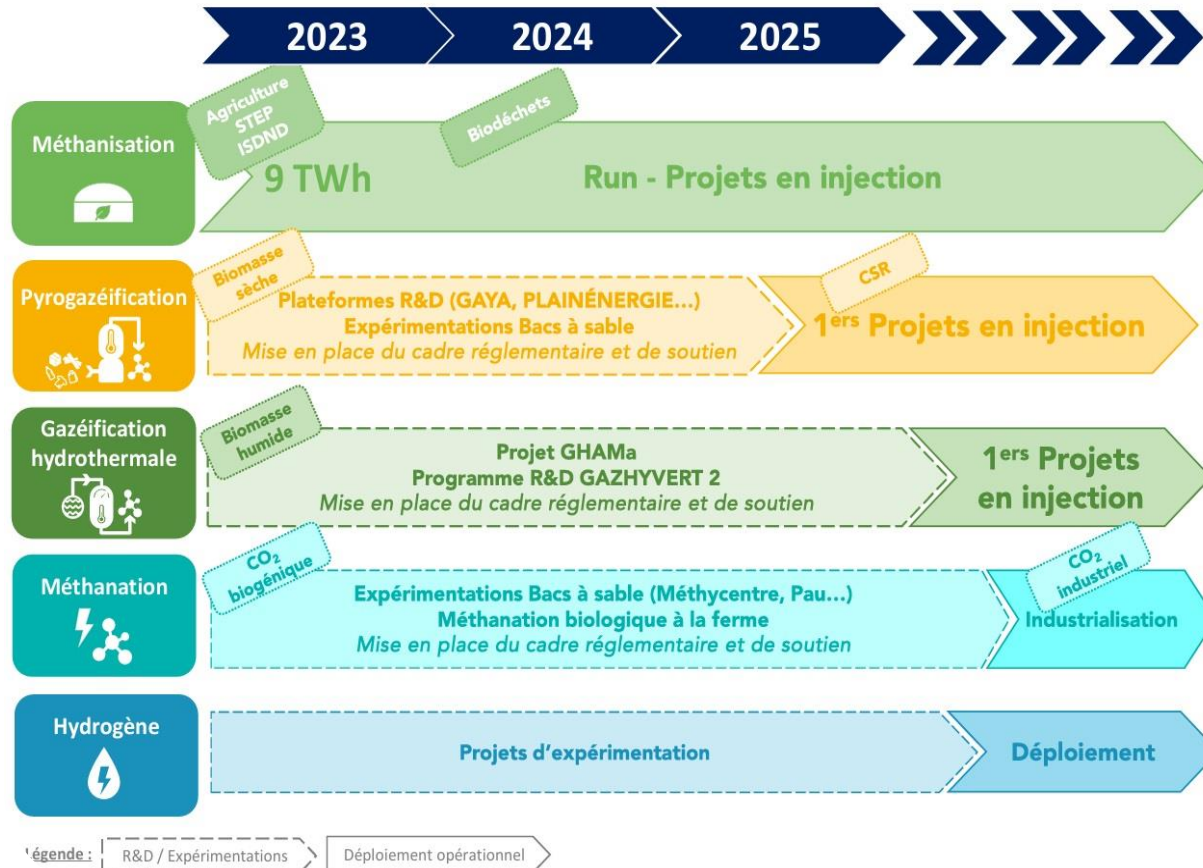 2023
2024
2025
Méthanisation
Agriculture
STEP
ISDND
Biodéchets
9 TWh
Run - Projets en injection
Pyrogazéification
Biomasse
sèche
Plateformes R&D (GAYA, PLAINÉNERGIE...)
Expérimentations Bacs à sable
Mise en place du cadre réglementaire et de soutien
CSR
1ers Projets en injection
Gazéification
hydrothermale
Biomasse
humide
Projet GHAMa
Programme R&D GAZHYVERT 2
Mise en place du cadre réglementaire et de soutien
1ers Projets
en injection
Méthanation
CO2
biogénique
Expérimentations Bacs à sable (Méthycentre, Pau...)
Méthanation biologique à la ferme
Mise en place du cadre réglementaire et de soutien
CO2
industriel
Industrialisation
Hydrogène
Projets d'expérimentation
Déploiement
égende :
R&D / Expérimentations
Déploiement opérationnel